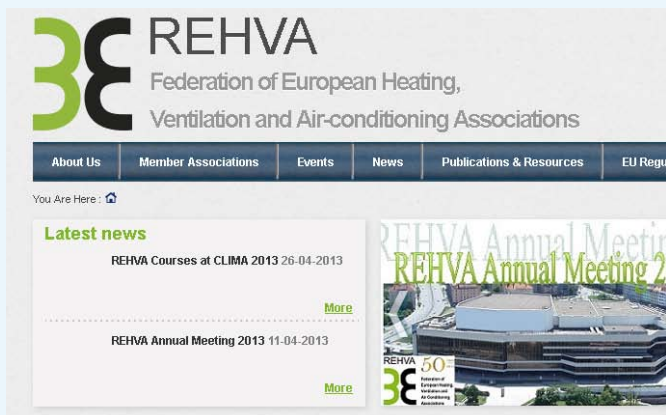 REHVA
Federation of European Heating,
Ventilation and Air-conditioning Associations
About Us Member Associations Events News Publications & Resources EU Regu
You Are Here :
Latest news
REHVA Courses at CLIMA 2013 26-04-2013
More
REHVA Annual Meeting 2013 11-04-2013
More
REHVA Annual Meetin
REHVA Annual Meeting 2
REHVA
50
Federation of
European Heating
Ventilation and
Air Conditioning
Associations